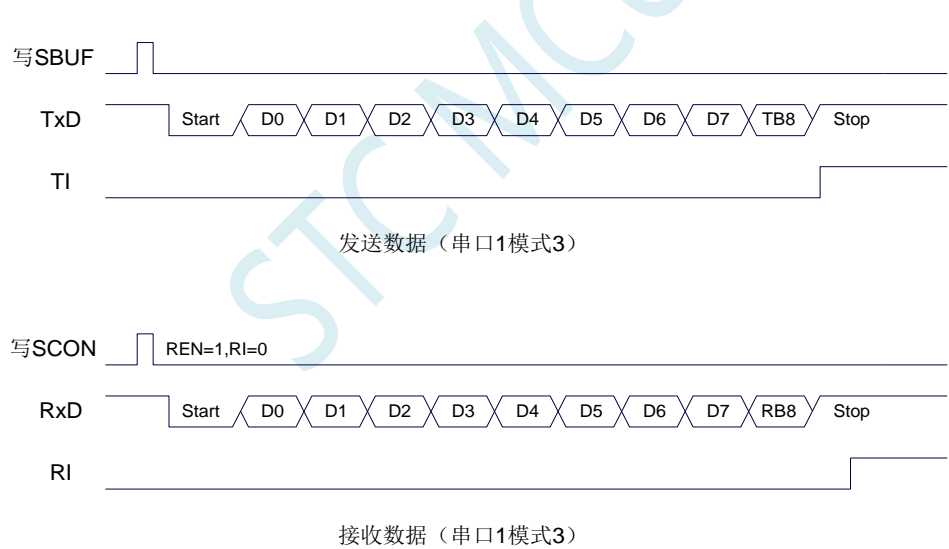 写SBUF
TxD Start D0 D1 D2 D3 D4 D5 D6 D7 TB8 Stop
TI
发送数据（串口1模式3）
写SCON REN=1,RI=0
RxD Start D0 D1 D2 D3 D4 D5 D6 D7 RB8 Stop
RI
接收数据（串口1模式3）
STC MC